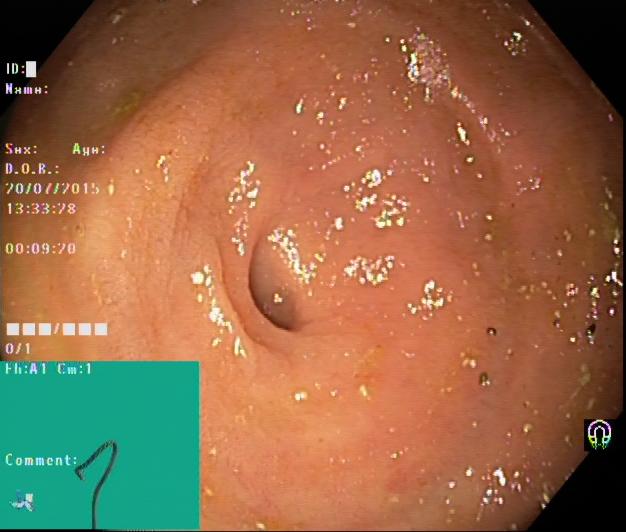 ID:
Name:
Sex: Age:
D.O.B.:
20/07/2015
13:33:28
00:09:20
0/1
Eh:A1 Cm:1
Comment: